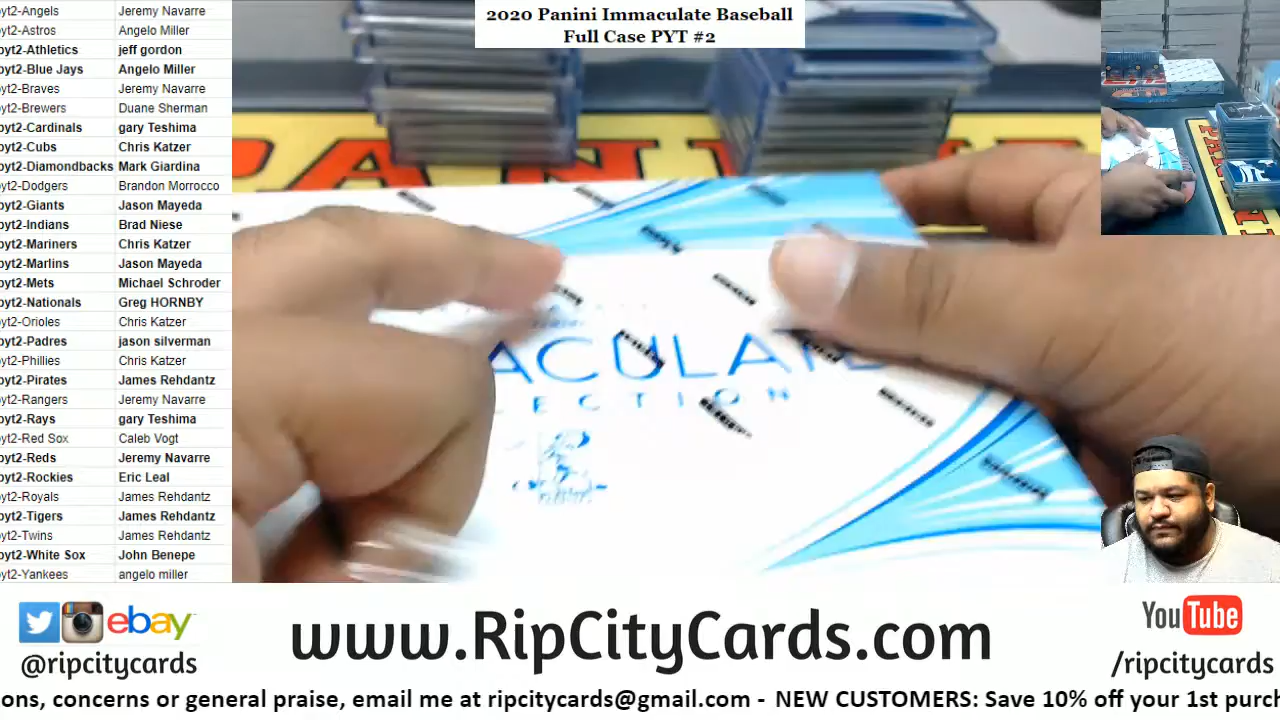 2020 Panini Immaculate Baseball
Full Case PYT #2
pyt2-Angels Jeremy Navarre
pyt2-Astros Angelo Miller
pyt2-Athletics jeff gordon
pyt2-Blue Jays Angelo Miller
pyt2-Braves Jeremy Navarre
pyt2-Brewers Duane Sherman
pyt2-Cardinals gary Teshima
pyt2-Cubs Chris Katzer
pyt2-Diamondbacks Mark Giardina
pyt2-Dodgers Brandon Morrocco
pyt2-Giants Jason Mayeda
pyt2-Indians Brad Niese
pyt2-Mariners Chris Katzer
pyt2-Marlins Jason Mayeda
pyt2-Mets Michael Schroder
pyt2-Nationals Greg HORNBY
pyt2-Orioles Chris Katzer
pyt2-Padres jason silverman
pyt2-Phillies Chris Katzer
pyt2-Pirates James Rehdantz
pyt2-Rangers Jeremy Navarre
pyt2-Rays gary Teshima
pyt2-Red Sox Caleb Vogt
pyt2-Reds Jeremy Navarre
pyt2-Rockies Eric Leal
pyt2-Royals James Rehdantz
pyt2-Tigers James Rehdantz
pyt2-Twins James Rehdantz
pyt2-White Sox John Benepe
pyt2-Yankees angelo miller
PANINI
ACULATE
ECTION
ebay
@ripcitycards
www.RipCityCards.com
YouTube
/ripcitycards
ons, concerns or general praise, email me at ripcitycards@gmail.com - NEW CUSTOMERS: Save 10% off your 1st purch